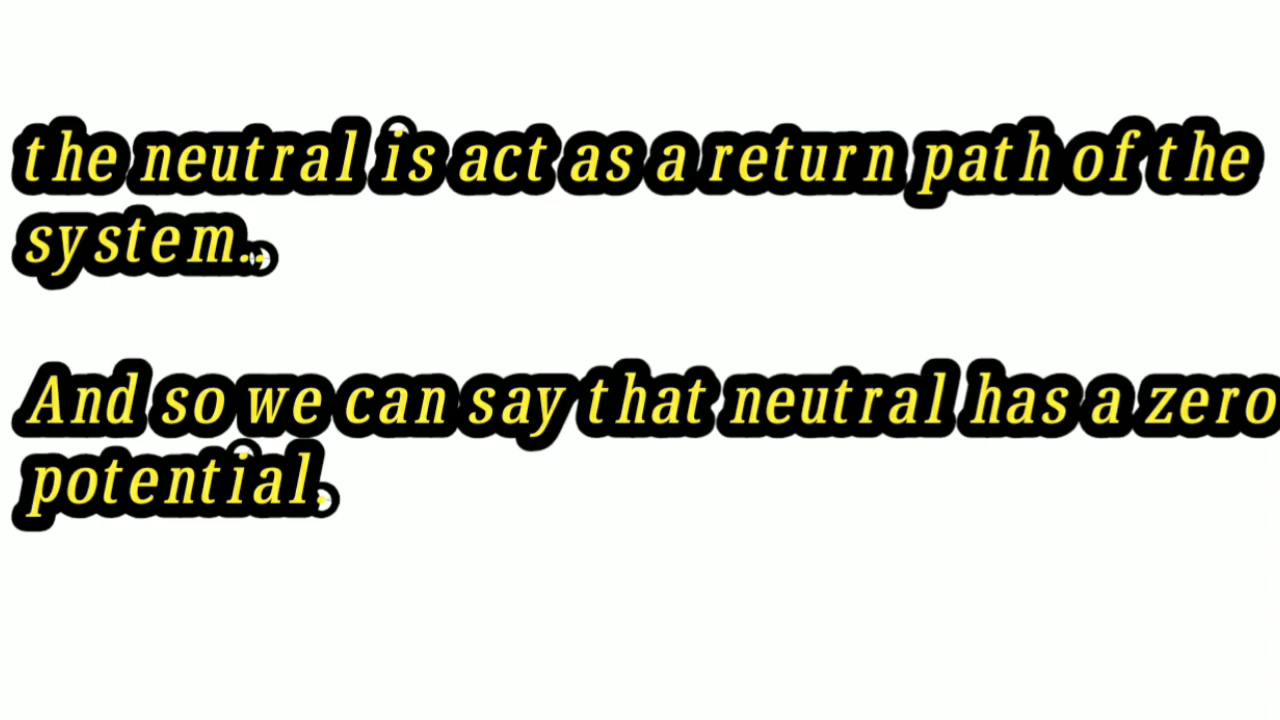 the neutral is act as a return path of the
system..
And so we can say that neutral has a zero
potential.